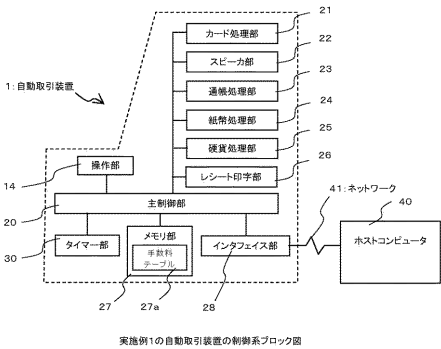 カード処理部
21
スピーカ部
22
1:自動取引装置
通帳処理部
23
紙幣処理部
24
硬貨処理部
25
操作部
14
レシート印字部
26
41:ネットワーク
主制御部
20
40
ホストコンピュータ
タイマー部
30
メモリ部
手数料
テーブル
27
27a
インタフェイス部
28
実施例1の自動取引装置の制御系ブロック図